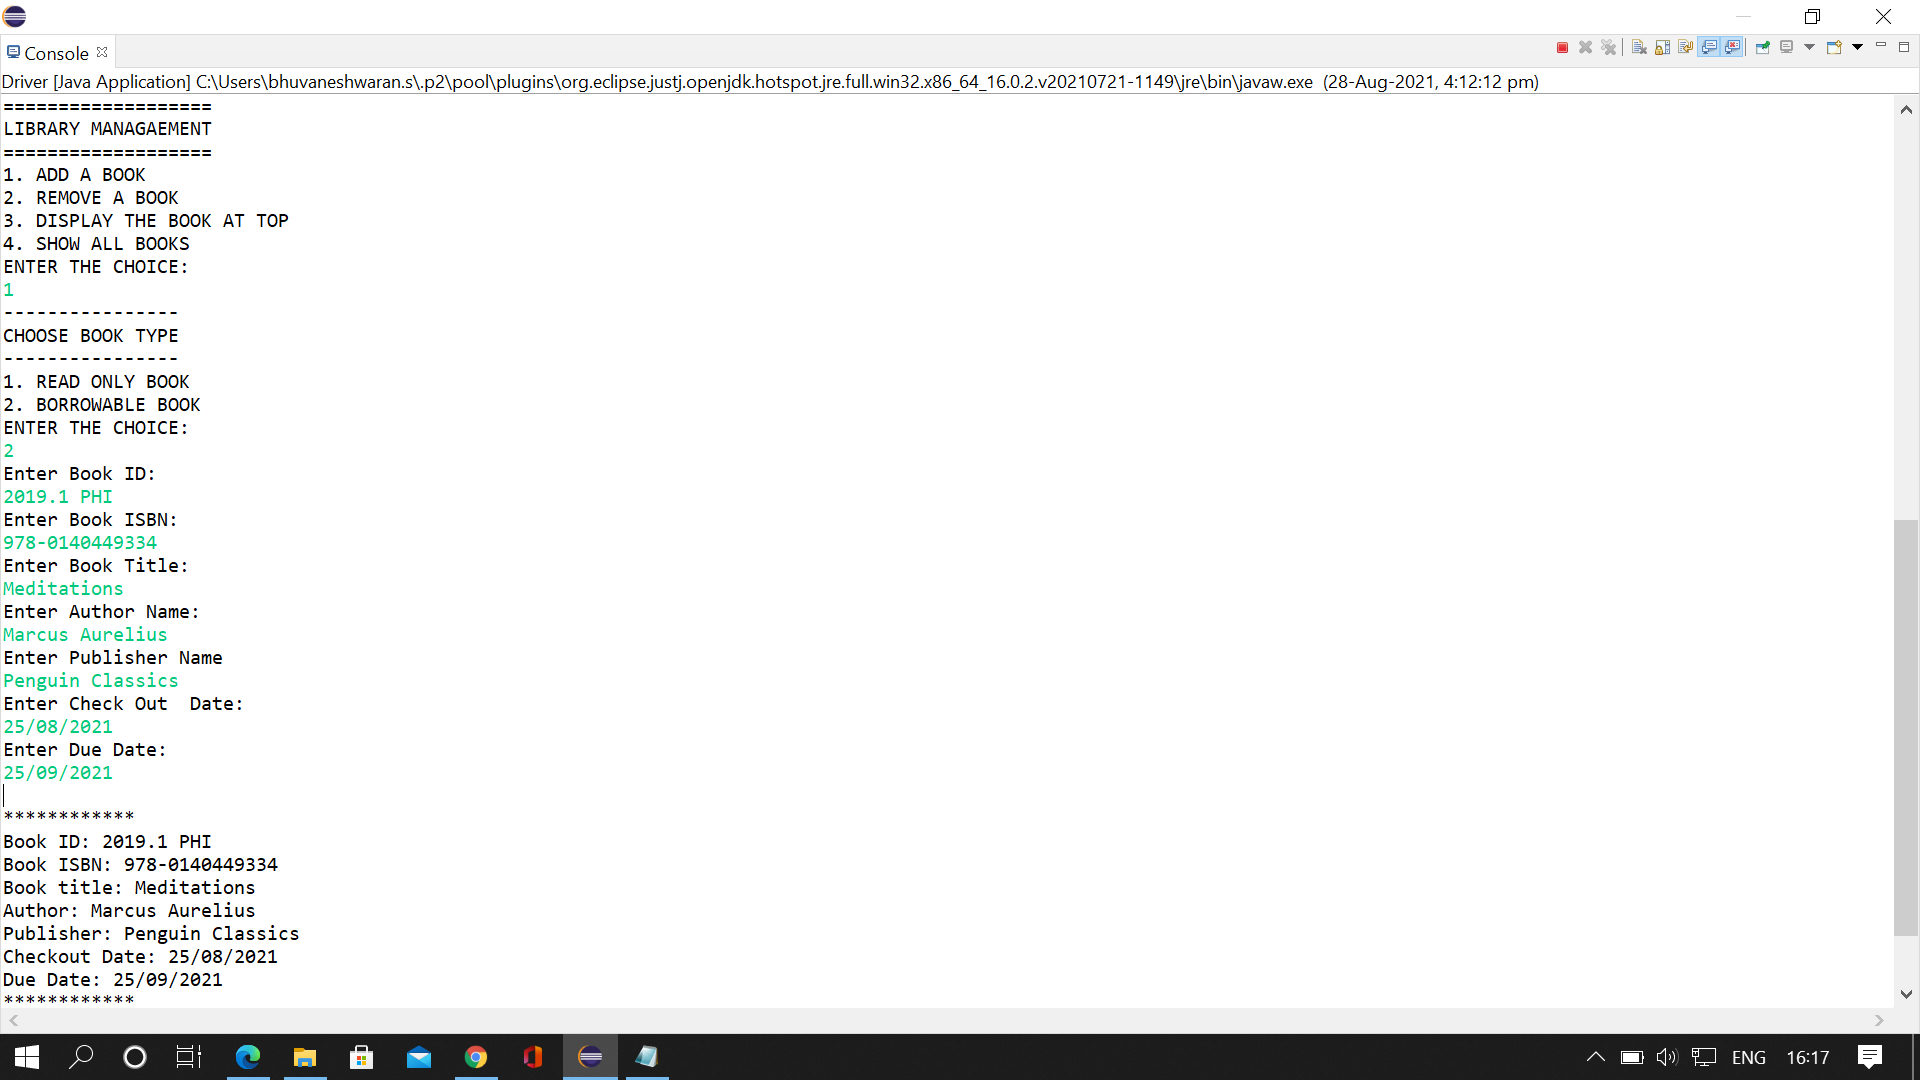 Console
Driver [Java Application] C:\Users\bhuvaneshwaran.s\.p2\pool\plugins\org.eclipse.justj.openjdk.hotspot.jre.full.win32.x86_64_16.0.2.v20210721-1149\jre\bin\javaw.exe  (28-Aug-2021, 4:12:12 pm)
===================
LIBRARY MANAGAEMENT
===================
1. ADD A BOOK
2. REMOVE A BOOK
3. DISPLAY THE BOOK AT TOP
4. SHOW ALL BOOKS
ENTER THE CHOICE:
1
----------------
CHOOSE BOOK TYPE
----------------
1. READ ONLY BOOK
2. BORROWABLE BOOK
ENTER THE CHOICE:
2
Enter Book ID:
2019.1 PHI
Enter Book ISBN:
978-0140449334
Enter Book Title:
Meditations
Enter Author Name:
Marcus Aurelius
Enter Publisher Name
Penguin Classics
Enter Check Out  Date:
25/08/2021
Enter Due Date:
25/09/2021
************
Book ID: 2019.1 PHI
Book ISBN: 978-0140449334
Book title: Meditations
Author: Marcus Aurelius
Publisher: Penguin Classics
Checkout Date: 25/08/2021
Due Date: 25/09/2021
************
ENG 16:17